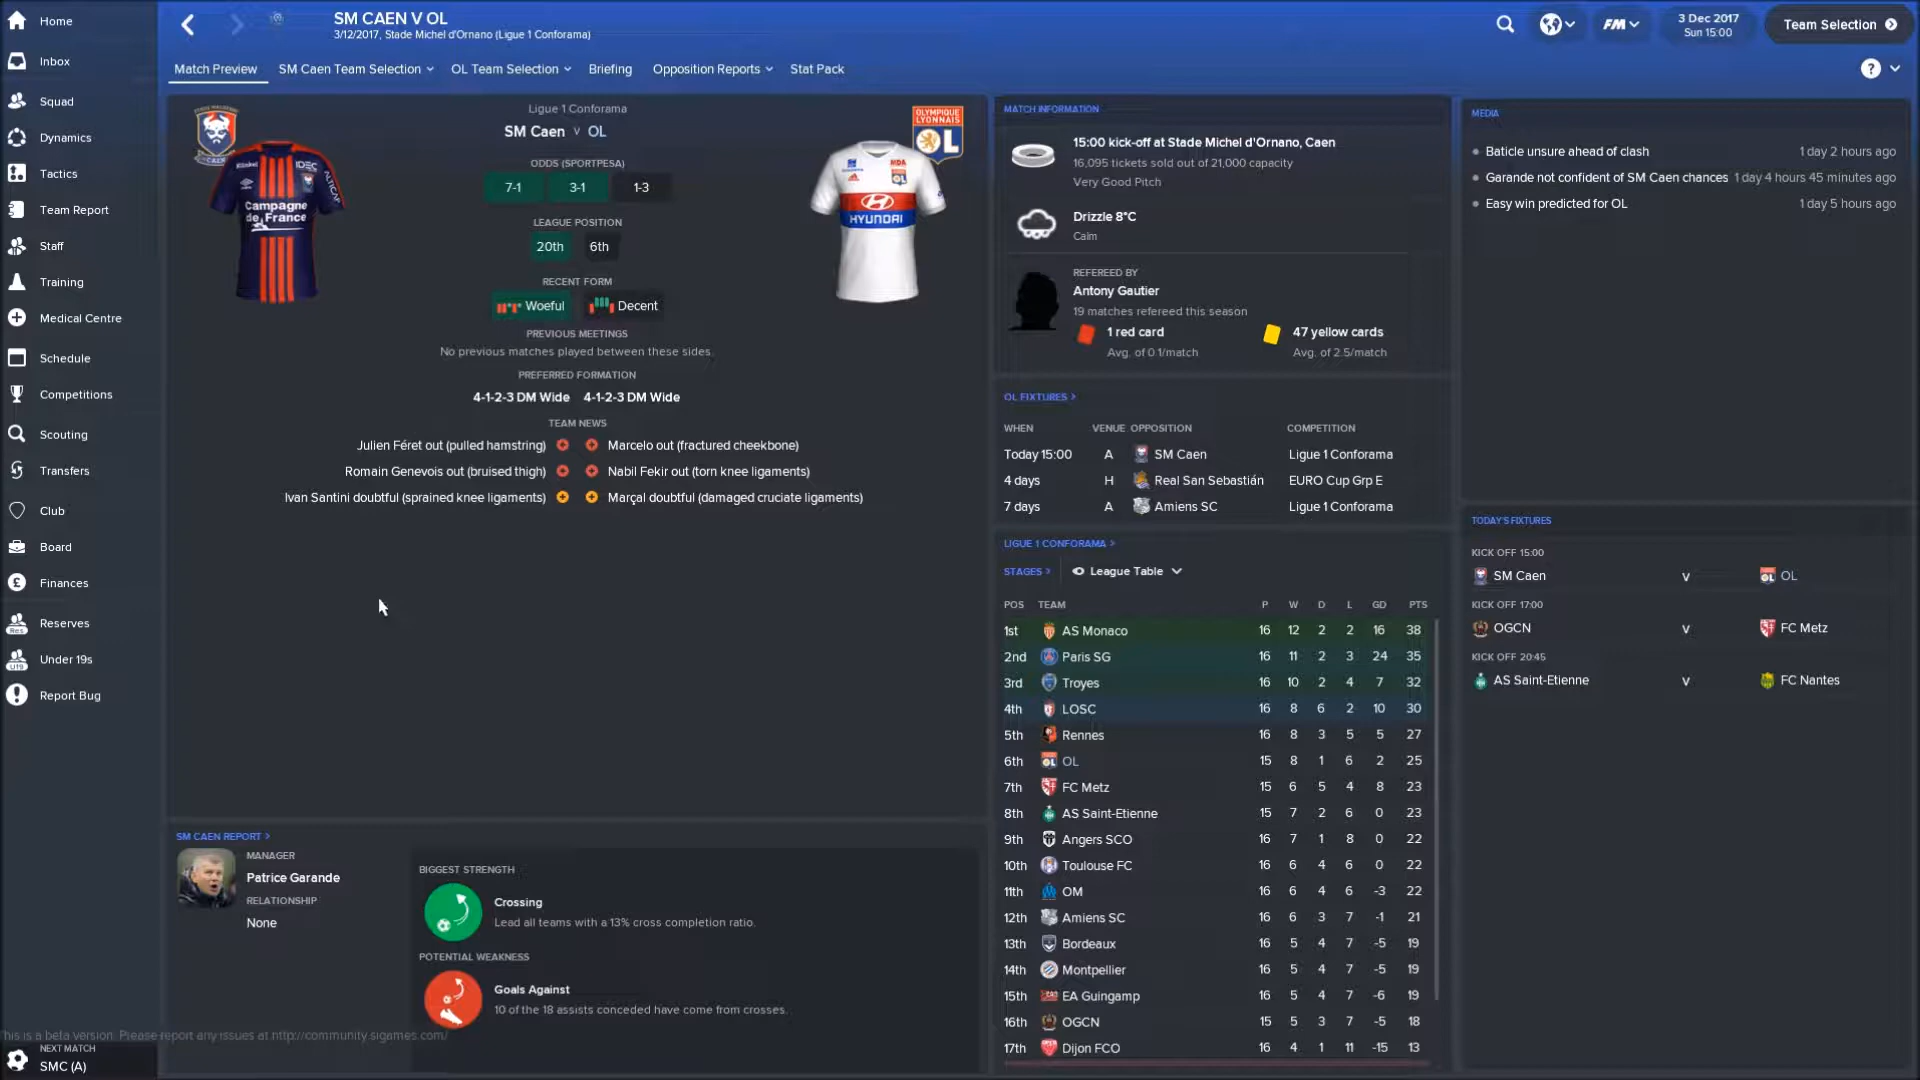 Home
Inbox
Squad
Dynamics
Tactics
Team Report
Staff
Training
Medical Centre
Schedule
Competitions
Scouting
Transfers
Club
Board
Finances
Reserves
Under 19s
Report Bug
This is a beta version. Please report any issues at http://community.sigames.com/
NEXT MATCH
SMC (A)
SM CAEN V OL
3/12/2017, Stade Michel d'Ornano (Ligue 1 Conforama)
FM
3 Dec 2017
Sun 15:00
Team Selection
Match Preview SM Caen Team Selection OL Team Selection Briefing Opposition Reports Stat Pack
Ligue 1 Conforama
SM Caen v OL
ODDS (SPORTPESA)
7-1 3-1 1-3
LEAGUE POSITION
20th 6th
RECENT FORM
Woeful Decent
PREVIOUS MEETINGS
No previous matches played between these sides.
PREFERRED FORMATION
4-1-2-3 DM Wide 4-1-2-3 DM Wide
TEAM NEWS
Julien Féret out (pulled hamstring) Marcelo out (fractured cheekbone)
Romain Genevois out (bruised thigh) Nabil Fekir out (torn knee ligaments)
Ivan Santini doubtful (sprained knee ligaments) Marçal doubtful (damaged cruciate ligaments)
IDEC
Campagne
de France
OLYMPIQUE
LYONNAIS
OL
HYUNDAI
SM CAEN REPORT >
MANAGER
Patrice Garande
RELATIONSHIP
None
BIGGEST STRENGTH
Crossing
Lead all teams with a 13% cross completion ratio.
POTENTIAL WEAKNESS
Goals Against
10 of the 18 assists conceded have come from crosses.
MATCH INFORMATION
15:00 kick-off at Stade Michel d'Ornano, Caen
16,095 tickets sold out of 21,000 capacity
Very Good Pitch
Drizzle 8°C
Calm
REFEREED BY
Antony Gautier
19 matches refereed this season
1 red card 47 yellow cards
Avg. of 0.1/match Avg. of 2.5/match
OL FIXTURES >
WHEN VENUE OPPOSITION COMPETITION
Today 15:00 A SM Caen Ligue 1 Conforama
4 days H Real San Sebastián EURO Cup Grp E
7 days A Amiens SC Ligue 1 Conforama
LIGUE 1 CONFORAMA >
STAGES > League Table
POS TEAM P W D L GD PTS
1st AS Monaco 16 12 2 2 16 38
2nd Paris SG 16 11 2 3 24 35
3rd Troyes 16 10 2 4 7 32
4th LOSC 16 8 6 2 10 30
5th Rennes 16 8 3 5 5 27
6th OL 15 8 1 6 2 25
7th FC Metz 15 6 5 4 8 23
8th AS Saint-Etienne 15 7 2 6 0 23
9th Angers SCO 16 7 1 8 0 22
10th Toulouse FC 16 6 4 6 0 22
11th OM 16 6 4 6 -3 22
12th Amiens SC 16 6 3 7 -1 21
13th Bordeaux 16 5 4 7 -5 19
14th Montpellier 16 5 4 7 -5 19
15th EA Guingamp 16 5 4 7 -6 19
16th OGCN 15 5 3 7 -5 18
17th Dijon FCO 16 4 1 11 -15 13
MEDIA
Baticle unsure ahead of clash 1 day 2 hours ago
Garande not confident of SM Caen chances 1 day 4 hours 45 minutes ago
Easy win predicted for OL 1 day 5 hours ago
TODAY'S FIXTURES
KICK OFF 15:00
SM Caen v OL
KICK OFF 17:00
OGCN v FC Metz
KICK OFF 20:45
AS Saint-Etienne v FC Nantes